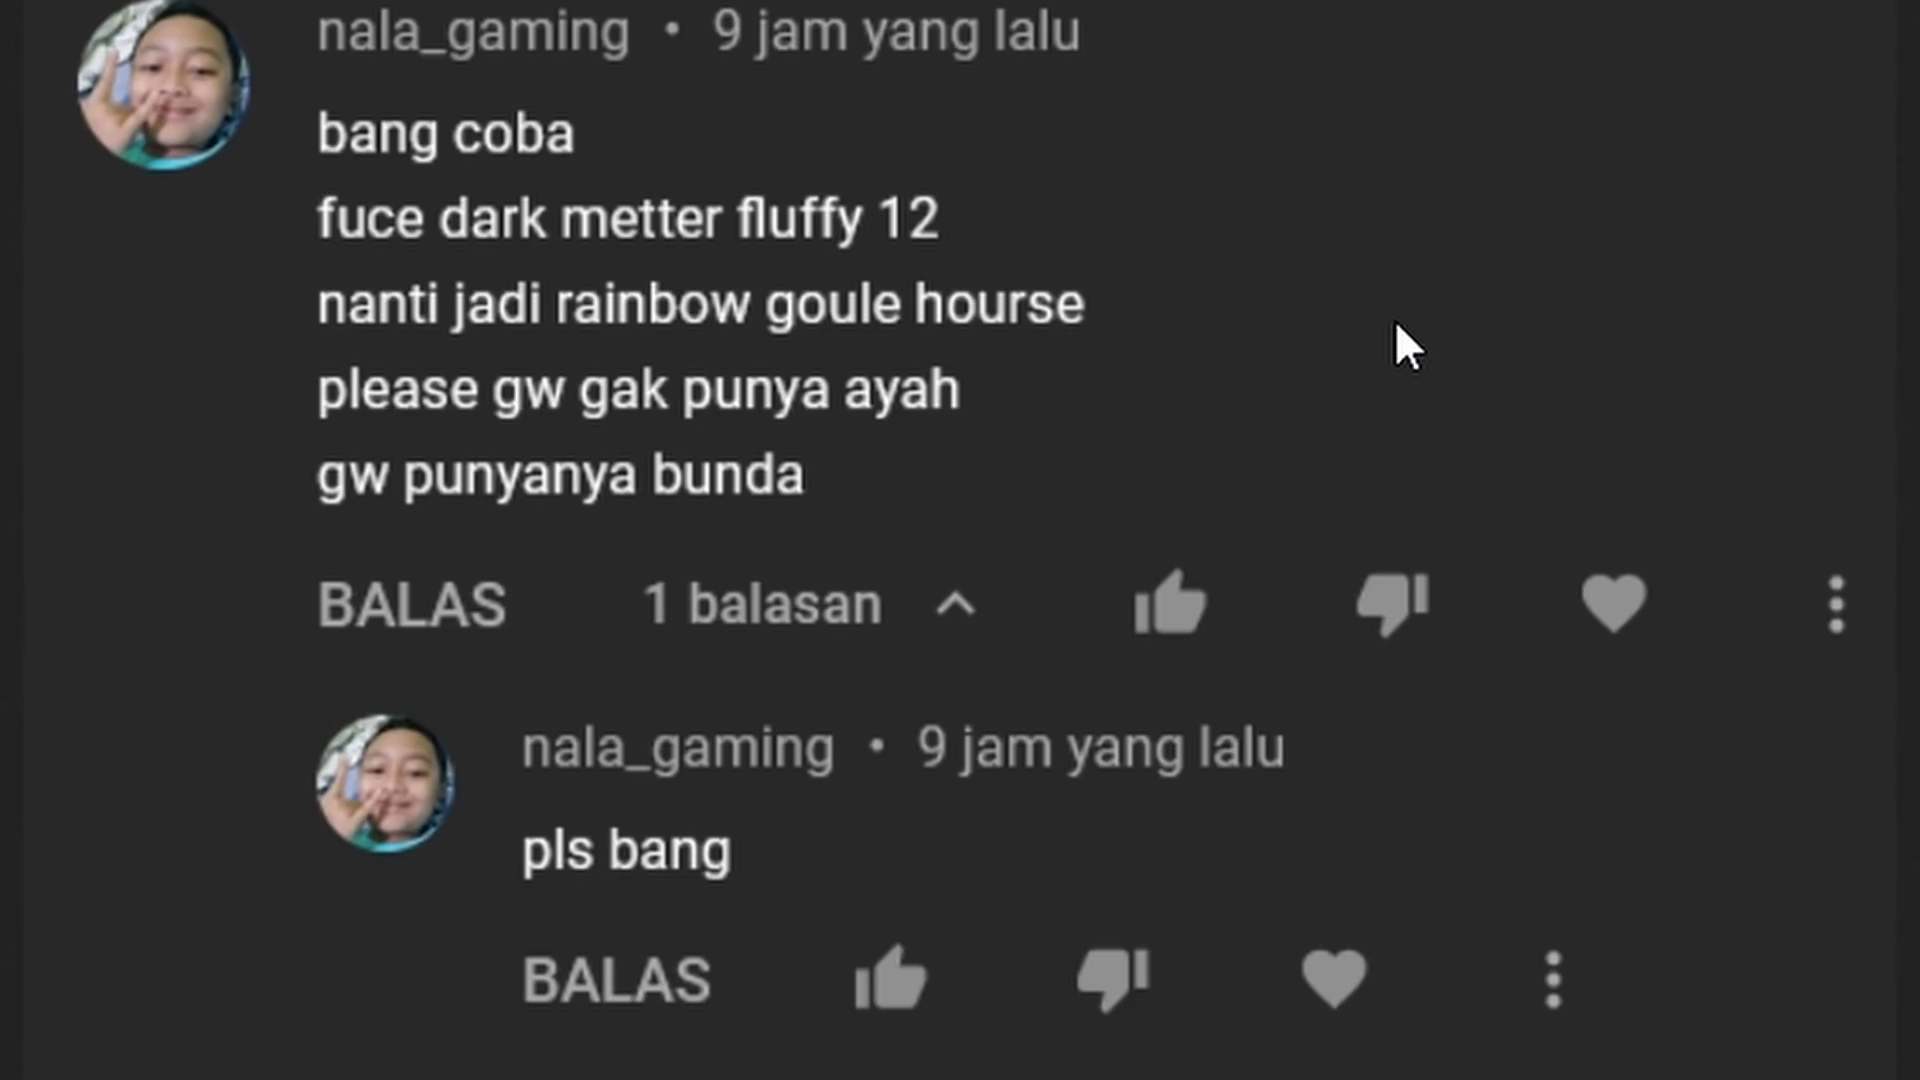 nala_gaming • 9 jam yang lalu
bang coba
fuce dark metter fluffy 12
nanti jadi rainbow goule hourse
please gw gak punya ayah
gw punyanya bunda
BALAS 1 balasan
nala_gaming • 9 jam yang lalu
pls bang
BALAS